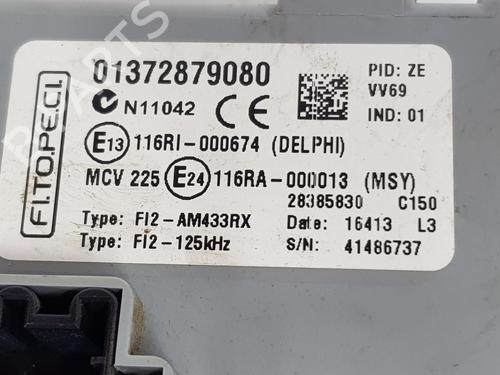 FI.TO.PE.CI.
01372879080
N11042 CE
PID: ZE
VV69
IND: 01
E13 116RI-000674 (DELPHI)
MCV 225 E24 116RA-000013 (MSY)
28385830 C150
Type: FI2-AM433RX Date: 16413 L3
Type: FI2-125kHz S/N: 41486737